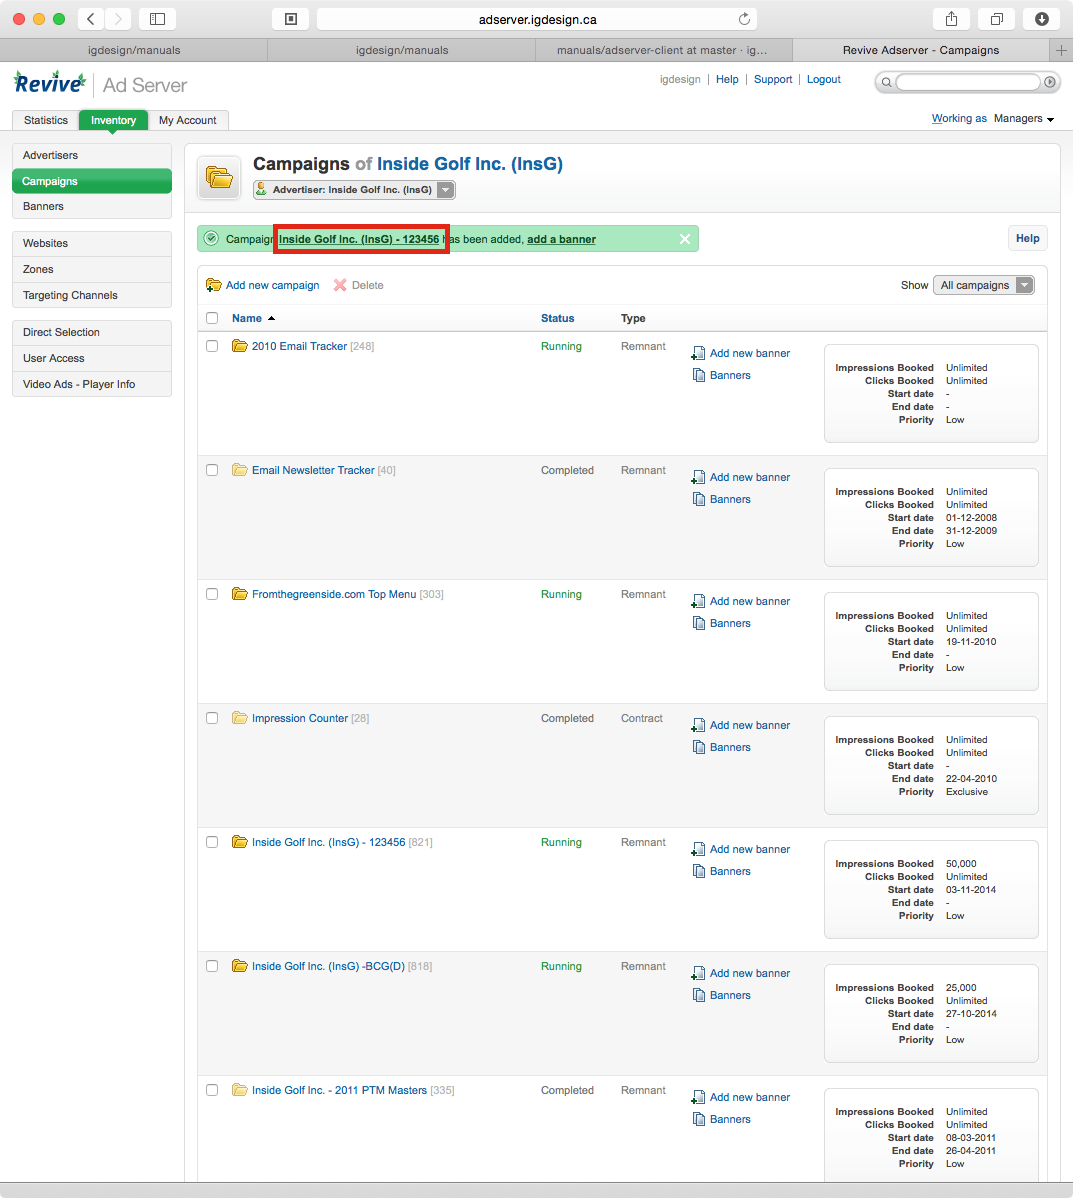 adserver.igdesign.ca
igdesign/manuals
igdesign/manuals
manuals/adserver-client at master · ig…
Revive Adserver - Campaigns
Revive Ad Server
igdesign | Help | Support | Logout
Statistics
Inventory
My Account
Working as Managers
Advertisers
Campaigns
Banners
Websites
Zones
Targeting Channels
Direct Selection
User Access
Video Ads - Player Info
Campaigns of Inside Golf Inc. (InsG)
Advertiser: Inside Golf Inc. (InsG)
Campaign Inside Golf Inc. (InsG) - 123456 has been added, add a banner
Help
Add new campaign
Delete
Show All campaigns
Name Status Type
2010 Email Tracker [248] Running Remnant
Add new banner
Banners
Impressions Booked Unlimited
Clicks Booked Unlimited
Start date -
End date -
Priority Low
Email Newsletter Tracker [40] Completed Remnant
Add new banner
Banners
Impressions Booked Unlimited
Clicks Booked Unlimited
Start date 01-12-2008
End date 31-12-2009
Priority Low
Fromthegreenside.com Top Menu [303] Running Remnant
Add new banner
Banners
Impressions Booked Unlimited
Clicks Booked Unlimited
Start date 19-11-2010
End date -
Priority Low
Impression Counter [28] Completed Contract
Add new banner
Banners
Impressions Booked Unlimited
Clicks Booked Unlimited
Start date -
End date 22-04-2010
Priority Exclusive
Inside Golf Inc. (InsG) - 123456 [821] Running Remnant
Add new banner
Banners
Impressions Booked 50,000
Clicks Booked Unlimited
Start date 03-11-2014
End date -
Priority Low
Inside Golf Inc. (InsG) -BCG(D) [818] Running Remnant
Add new banner
Banners
Impressions Booked 25,000
Clicks Booked Unlimited
Start date 27-10-2014
End date -
Priority Low
Inside Golf Inc. - 2011 PTM Masters [335] Completed Remnant
Add new banner
Banners
Impressions Booked Unlimited
Clicks Booked Unlimited
Start date 08-03-2011
End date 26-04-2011
Priority Low